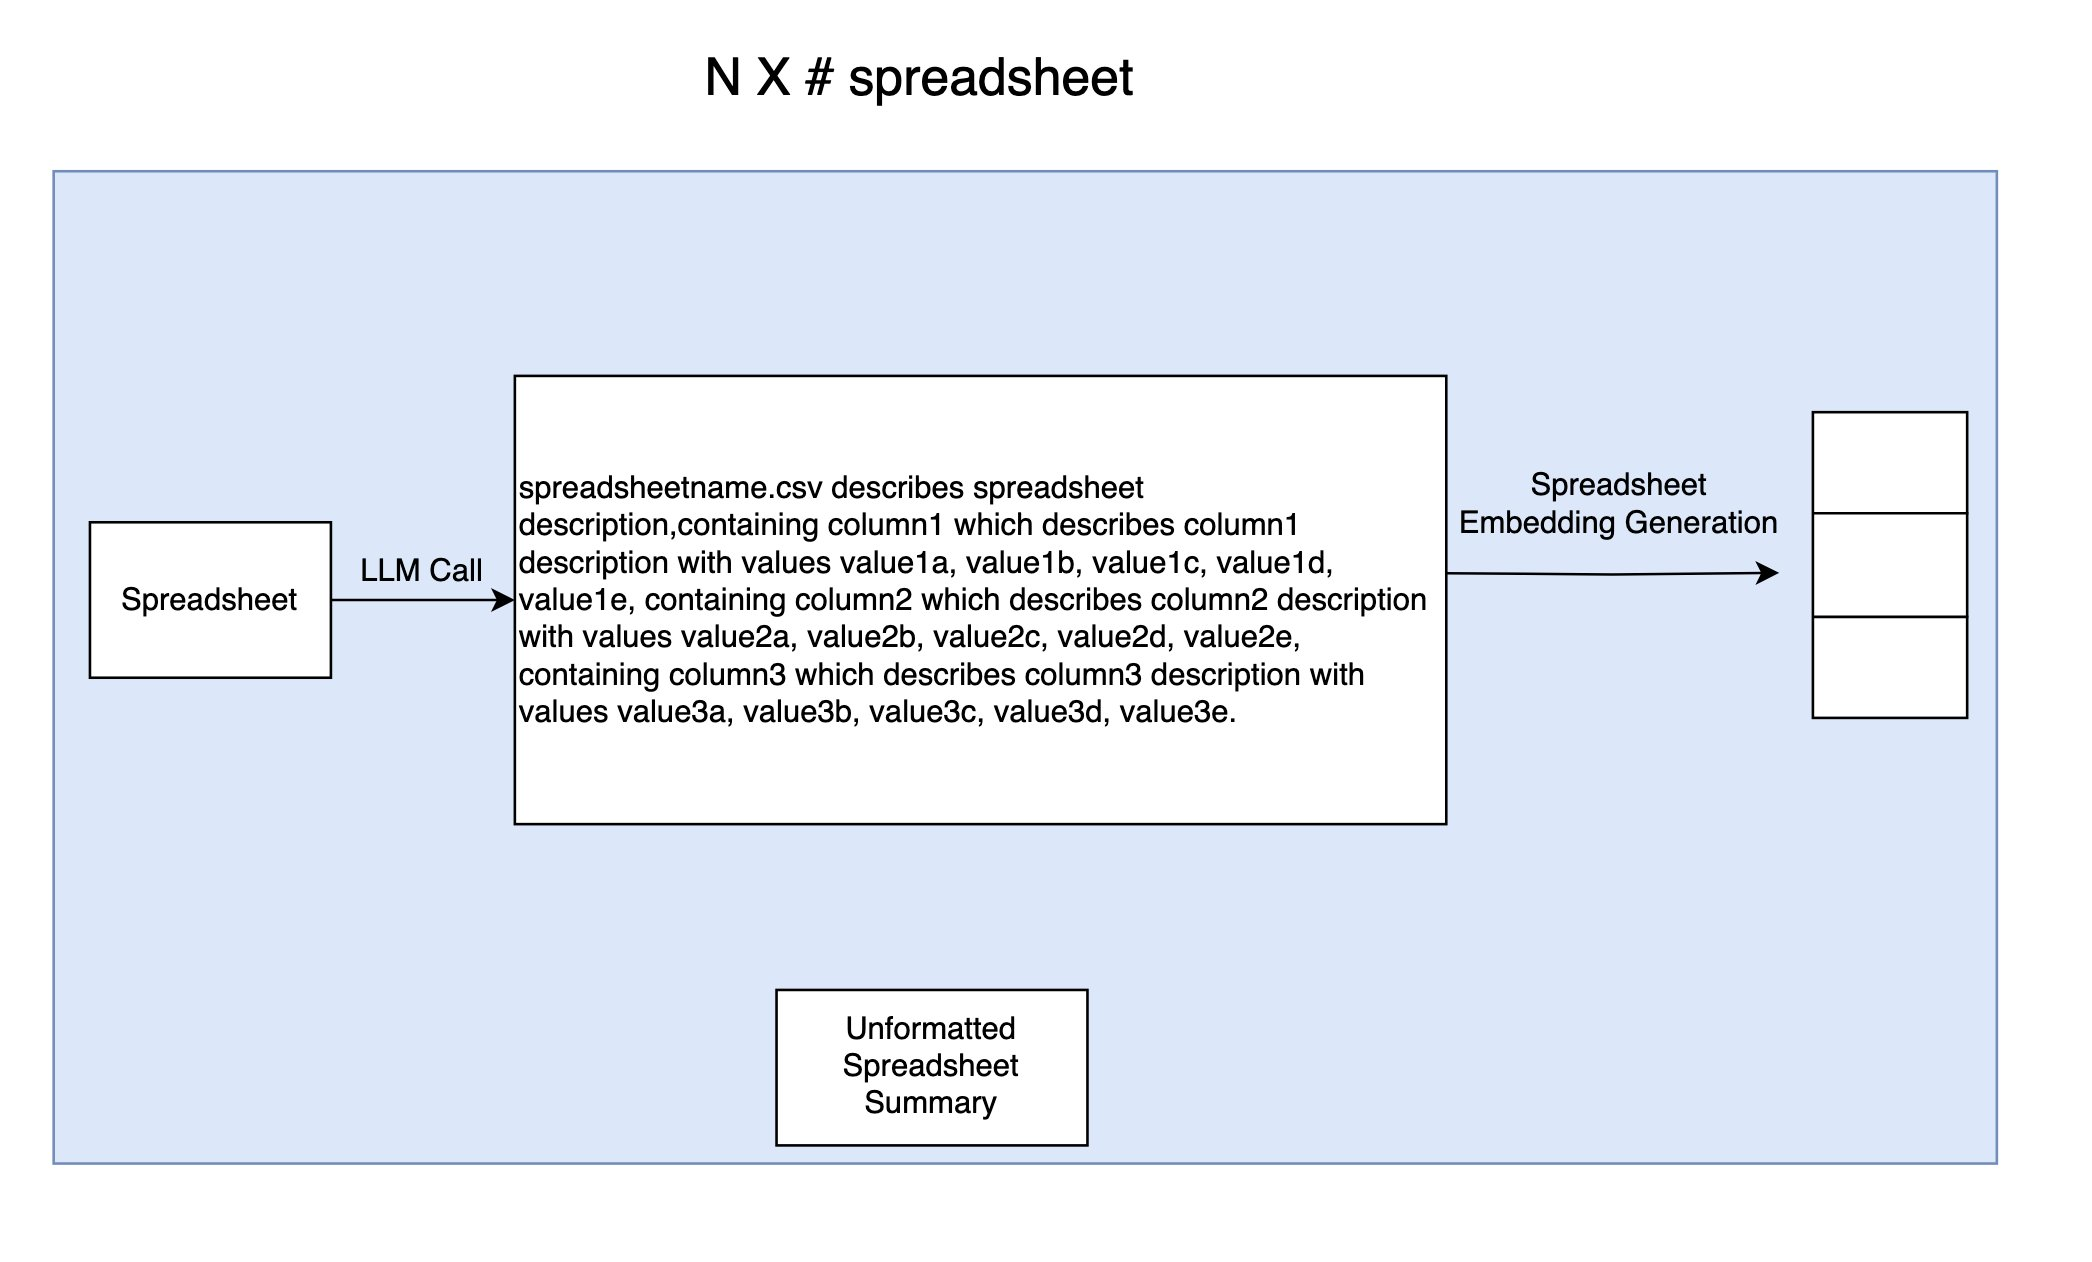 N X # spreadsheet
Spreadsheet
LLM Call
spreadsheetname.csv describes spreadsheet
description,containing column1 which describes column1
description with values value1a, value1b, value1c, value1d,
value1e, containing column2 which describes column2 description
with values value2a, value2b, value2c, value2d, value2e,
containing column3 which describes column3 description with
values value3a, value3b, value3c, value3d, value3e.
Spreadsheet
Embedding Generation
Unformatted
Spreadsheet
Summary